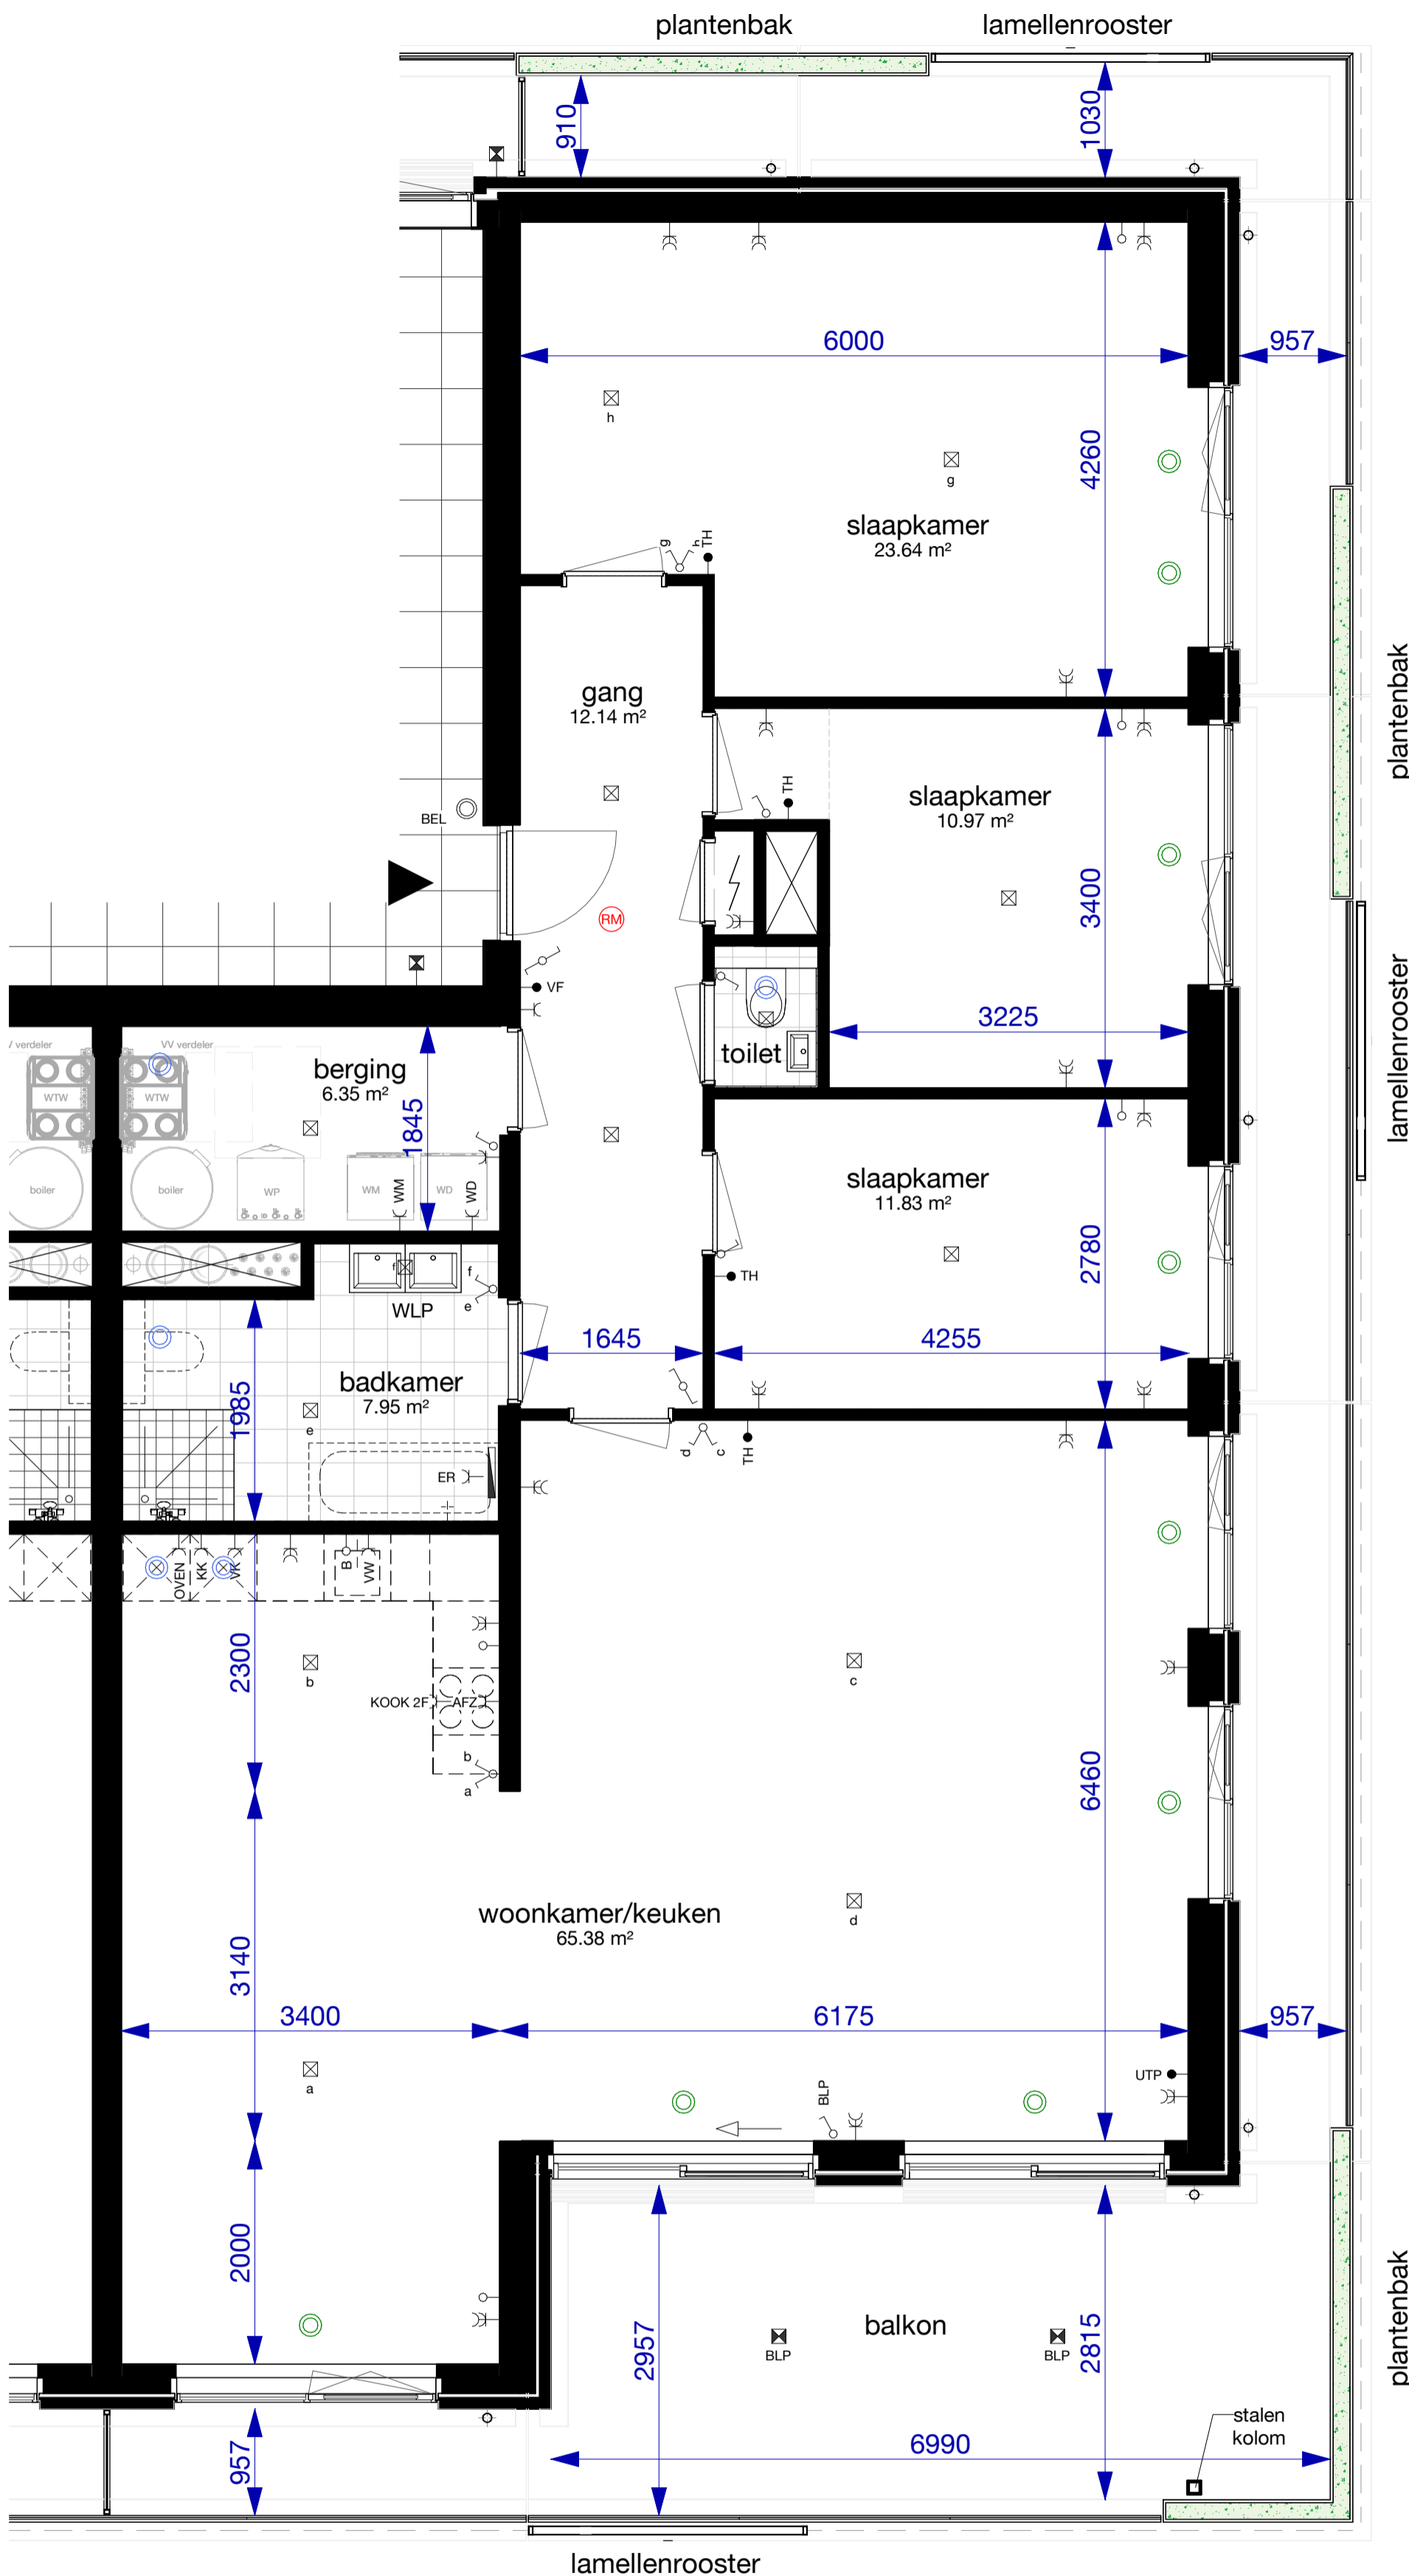 plantenbak
lamellenrooster
910
1030
6000
957
h
g
4260
slaapkamer
23.64 m²
g
h
TH
plantenbak
gang
12.14 m²
TH
slaapkamer
10.97 m²
BEL
3400
RM
VF
3225
toilet
lamellenrooster
V verdeler
VV verdeler
berging
6.35 m²
WTW
WTW
1845
boiler
boiler
WP
WM
WM
WD
WD
slaapkamer
11.83 m²
2780
f
f
e
WLP
TH
1645
4255
badkamer
7.95 m²
1985
e
d
c
TH
ER
OVEN
KK
VK
B
VW
2300
b
c
KOOK 2F
AFZ
b
a
6460
woonkamer/keuken
65.38 m²
d
3140
3400
6175
957
a
UTP
BLP
2000
2957
balkon
BLP
BLP
2815
plantenbak
stalen
kolom
957
6990
lamellenrooster